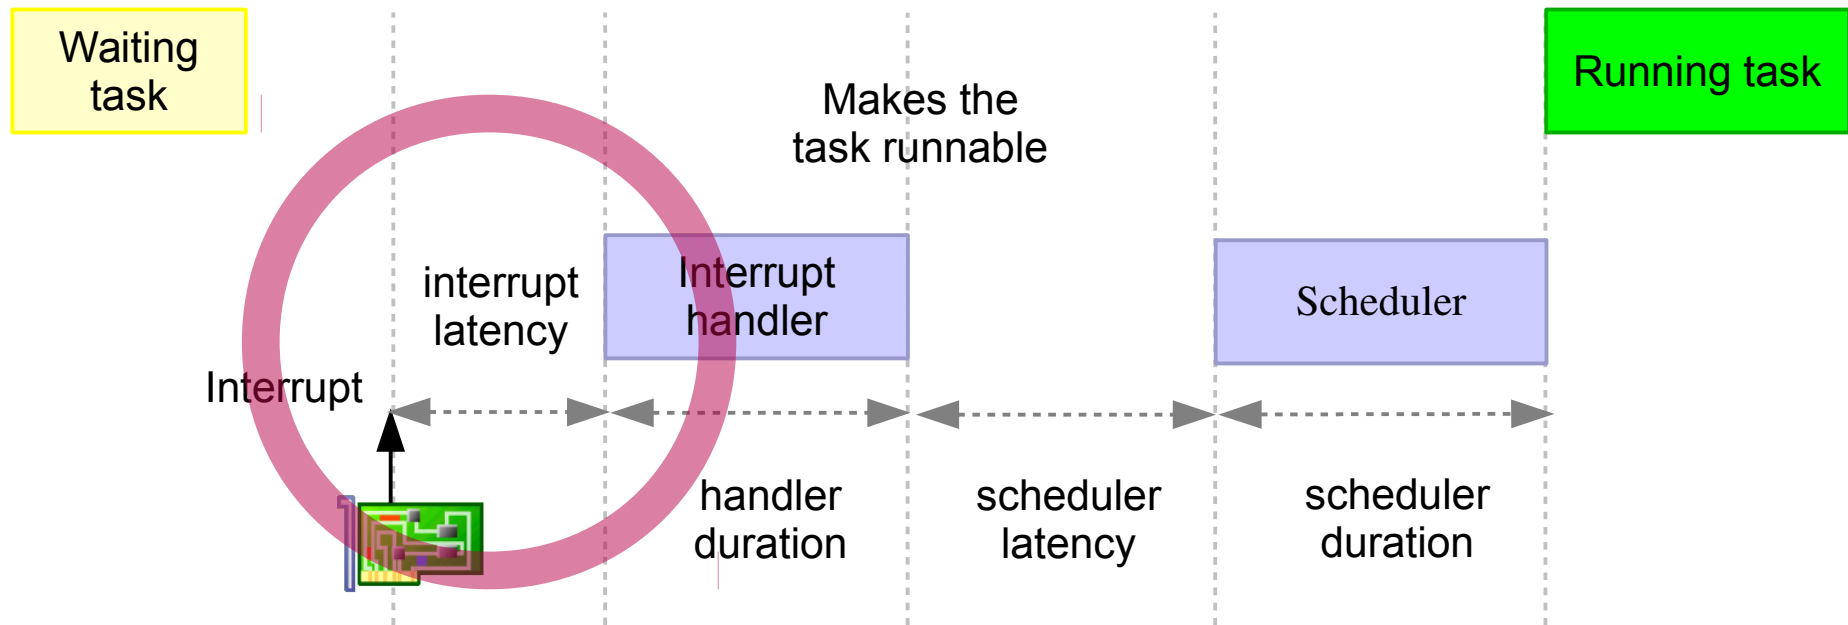 Waiting
task
Running task
Makes the
task runnable
interrupt
latency
Interrupt
handler
Scheduler
Interrupt
handler
duration
scheduler
latency
scheduler
duration